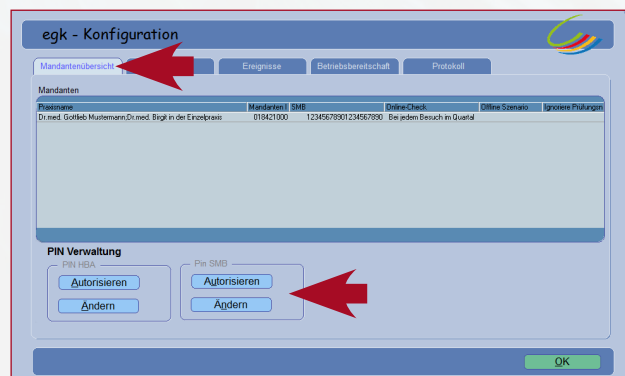 egk - Konfiguration
Mandantenübersicht Ereignisse Betriebsbereitschaft Protokoll
Mandanten
Praxisname Mandanten I SMB Online-Check Offline Szenario Ignoriere Prüfungen
Dr.med. Gottlieb Mustermann;Dr.med. Birgit in der Einzelpraxis 018421000 12345678901234567890 Bei jedem Besuch im Quartal
PIN Verwaltung
PIN HBA Pin SMB
Autorisieren Autorisieren
Ändern Ändern
OK